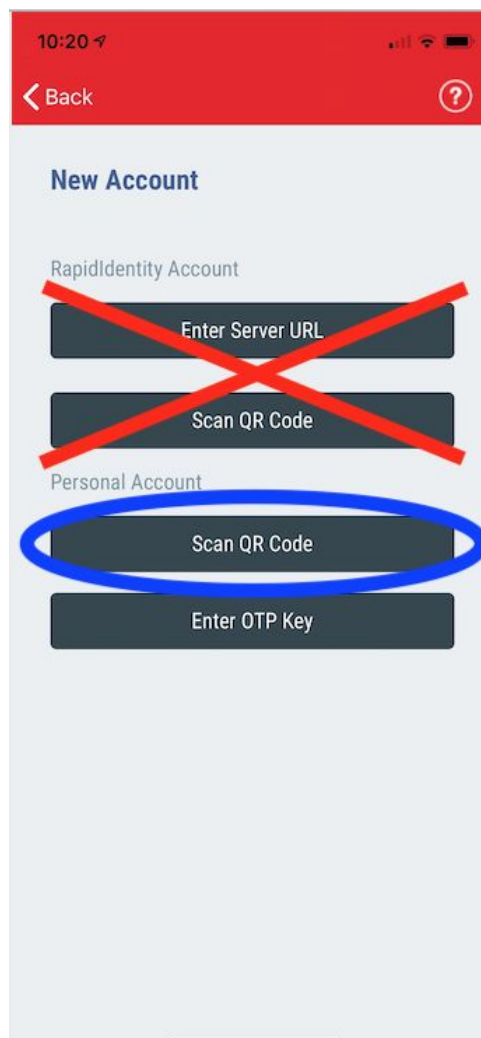 10:20
Back
?
New Account
RapidIdentity Account
Enter Server URL
Scan QR Code
Personal Account
Scan QR Code
Enter OTP Key